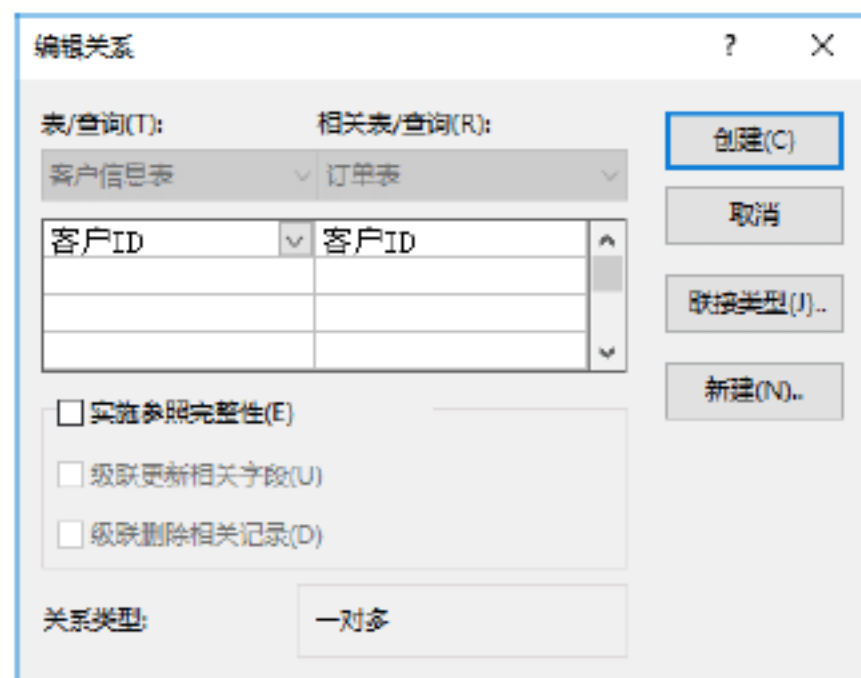 编辑关系
表/查询(T): 相关表/查询(R):
客户信息表 订单表
客户ID 客户ID
实施参照完整性(E)
级联更新相关字段(U)
级联删除相关记录(D)
关系类型: 一对多
创建(C)
取消
联接类型(J)..
新建(N)..